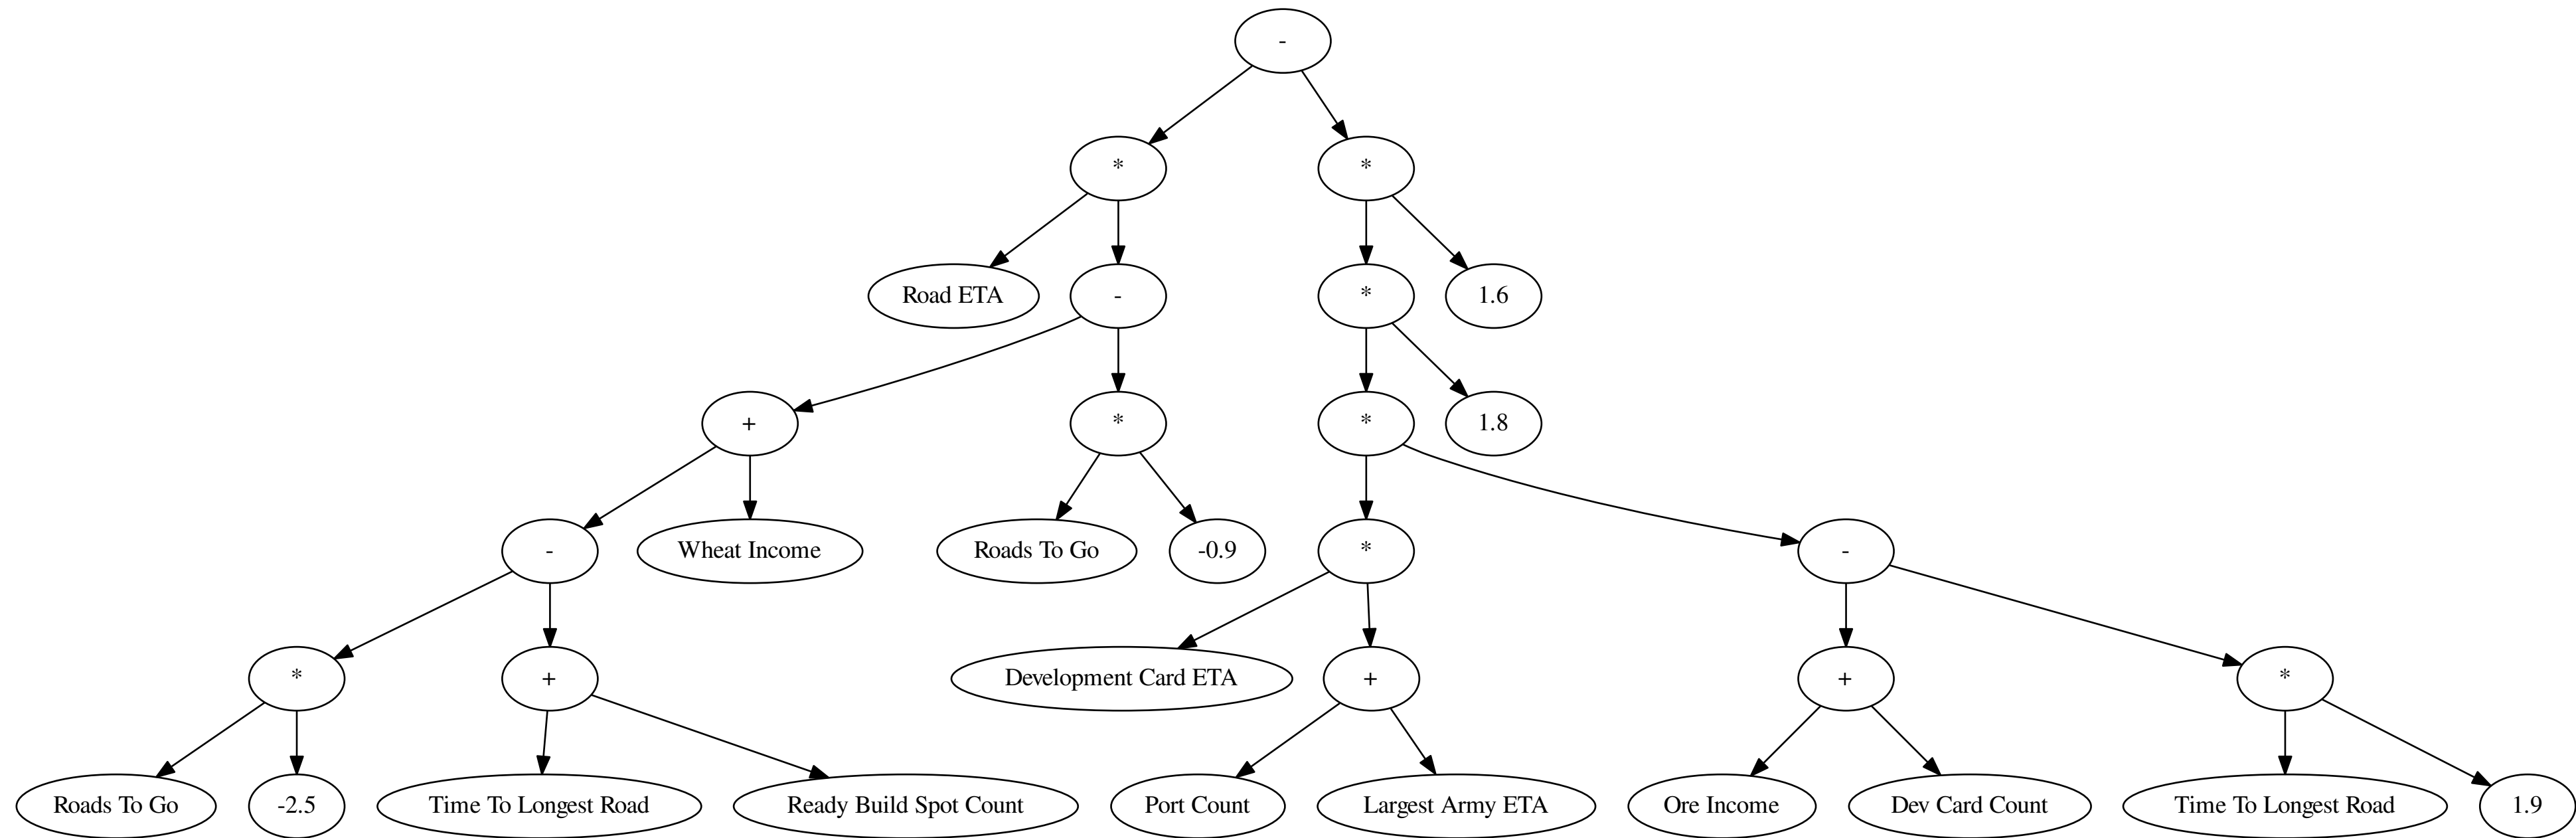 -
*
*
Road ETA
-
*
1.6
+
*
*
1.8
-
Wheat Income
Roads To Go
-0.9
*
-
*
+
Development Card ETA
+
+
*
Roads To Go
-2.5
Time To Longest Road
Ready Build Spot Count
Port Count
Largest Army ETA
Ore Income
Dev Card Count
Time To Longest Road
1.9